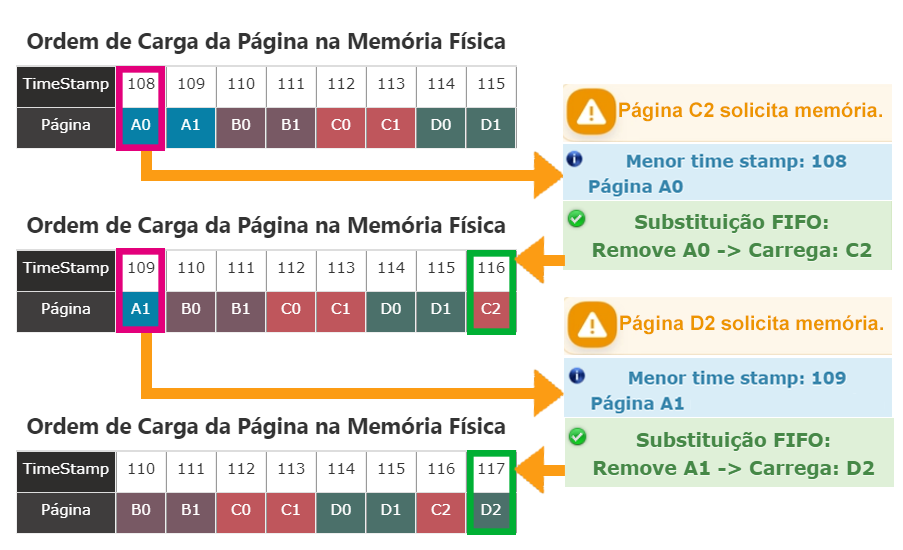 Ordem de Carga da Página na Memória Física
TimeStamp 108 109 110 111 112 113 114 115
Página A0 A1 B0 B1 C0 C1 D0 D1
Página C2 solicita memória.
Menor time stamp: 108
Página A0
Substituição FIFO:
Remove A0 -> Carrega: C2
Ordem de Carga da Página na Memória Física
TimeStamp 109 110 111 112 113 114 115 116
Página A1 B0 B1 C0 C1 D0 D1 C2
Página D2 solicita memória.
Menor time stamp: 109
Página A1
Substituição FIFO:
Remove A1 -> Carrega: D2
Ordem de Carga da Página na Memória Física
TimeStamp 110 111 112 113 114 115 116 117
Página B0 B1 C0 C1 D0 D1 C2 D2